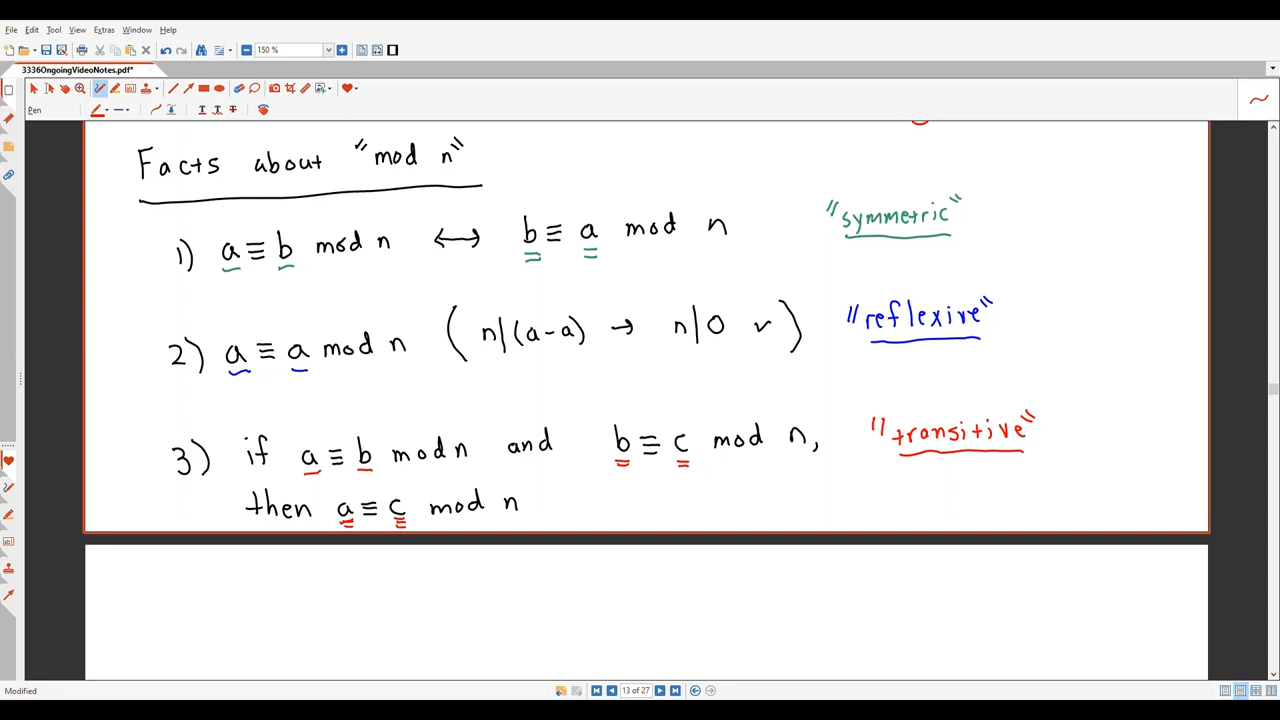 File Edit Tool View Extras Window Help
150 %
3336OngoingVideoNotes.pdf*
Pen
Facts about "mod n"
1) a ≡ b mod n ⟷ b ≡ a mod n "symmetric"
2) a ≡ a mod n ( n|(a-a) → n|0 ✓ ) "reflexive"
3) if a ≡ b mod n and b ≡ c mod n, "transitive"
then a ≡ c mod n
Modified
13 of 27